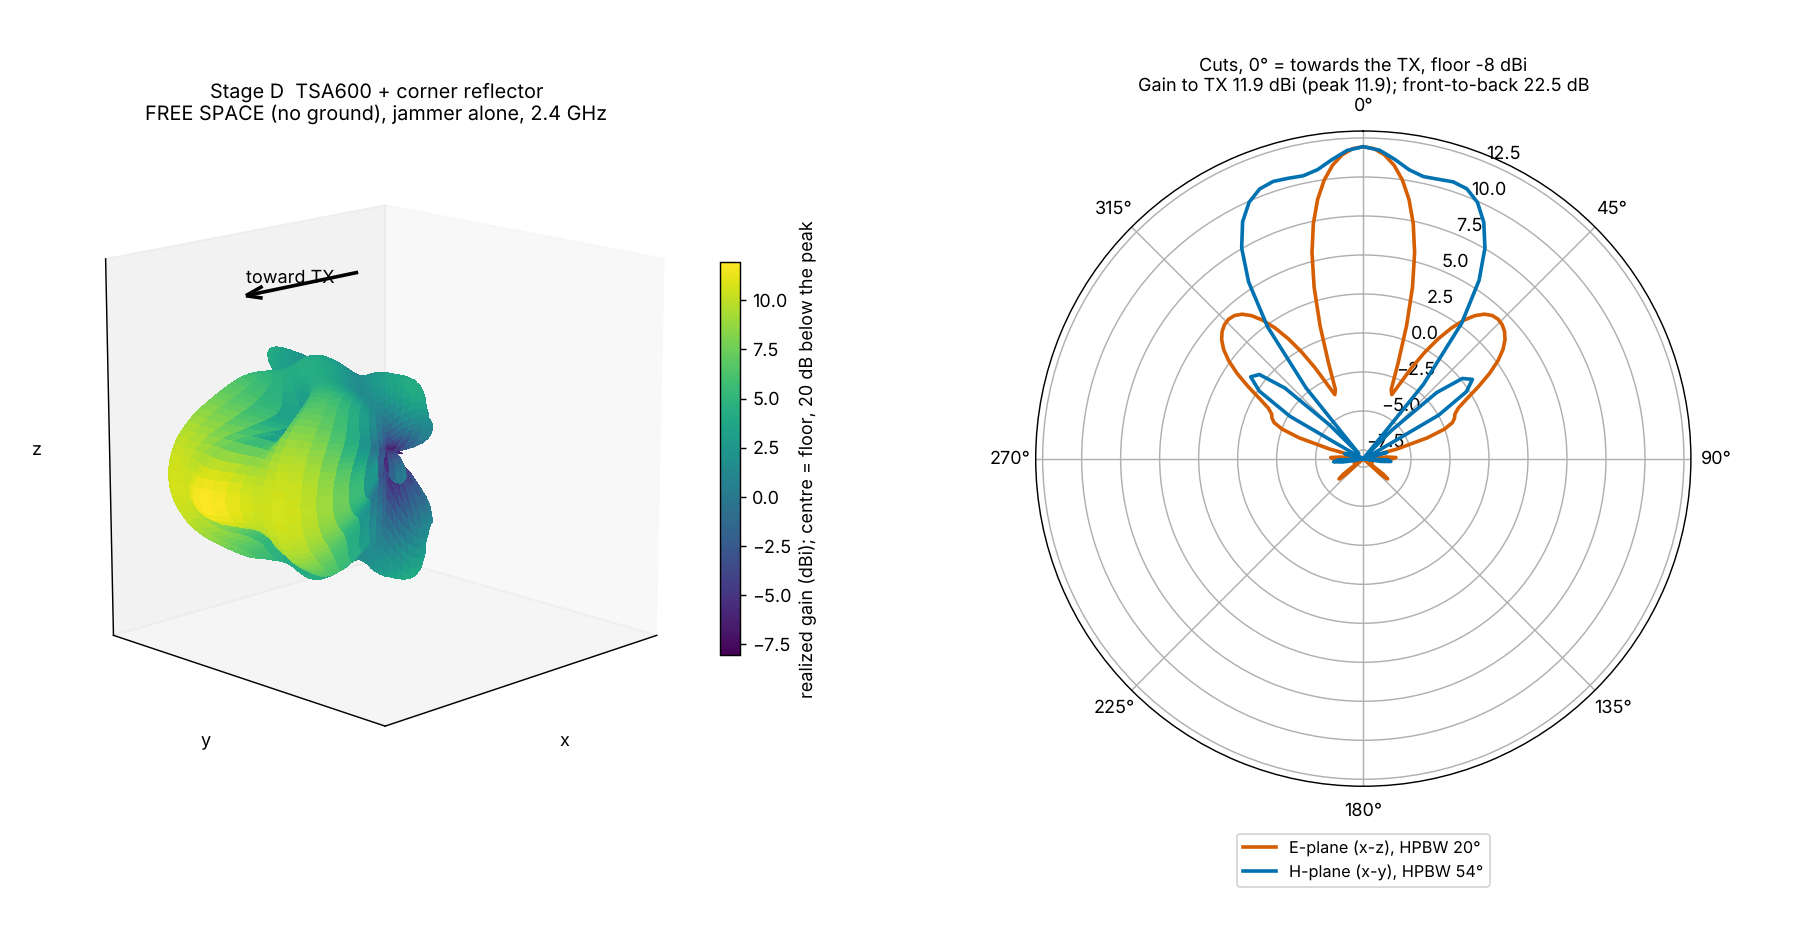 Stage D  TSA600 + corner reflector
FREE SPACE (no ground), jammer alone, 2.4 GHz
toward TX
z
y
x
10.0
7.5
5.0
2.5
0.0
−2.5
−5.0
−7.5
realized gain (dBi); centre = floor, 20 dB below the peak
Cuts, 0° = towards the TX, floor -8 dBi
Gain to TX 11.9 dBi (peak 11.9); front-to-back 22.5 dB
0°
45°
90°
135°
180°
225°
270°
315°
12.5
10.0
7.5
5.0
2.5
0.0
−2.5
−5.0
−7.5
E-plane (x-z), HPBW 20°
H-plane (x-y), HPBW 54°